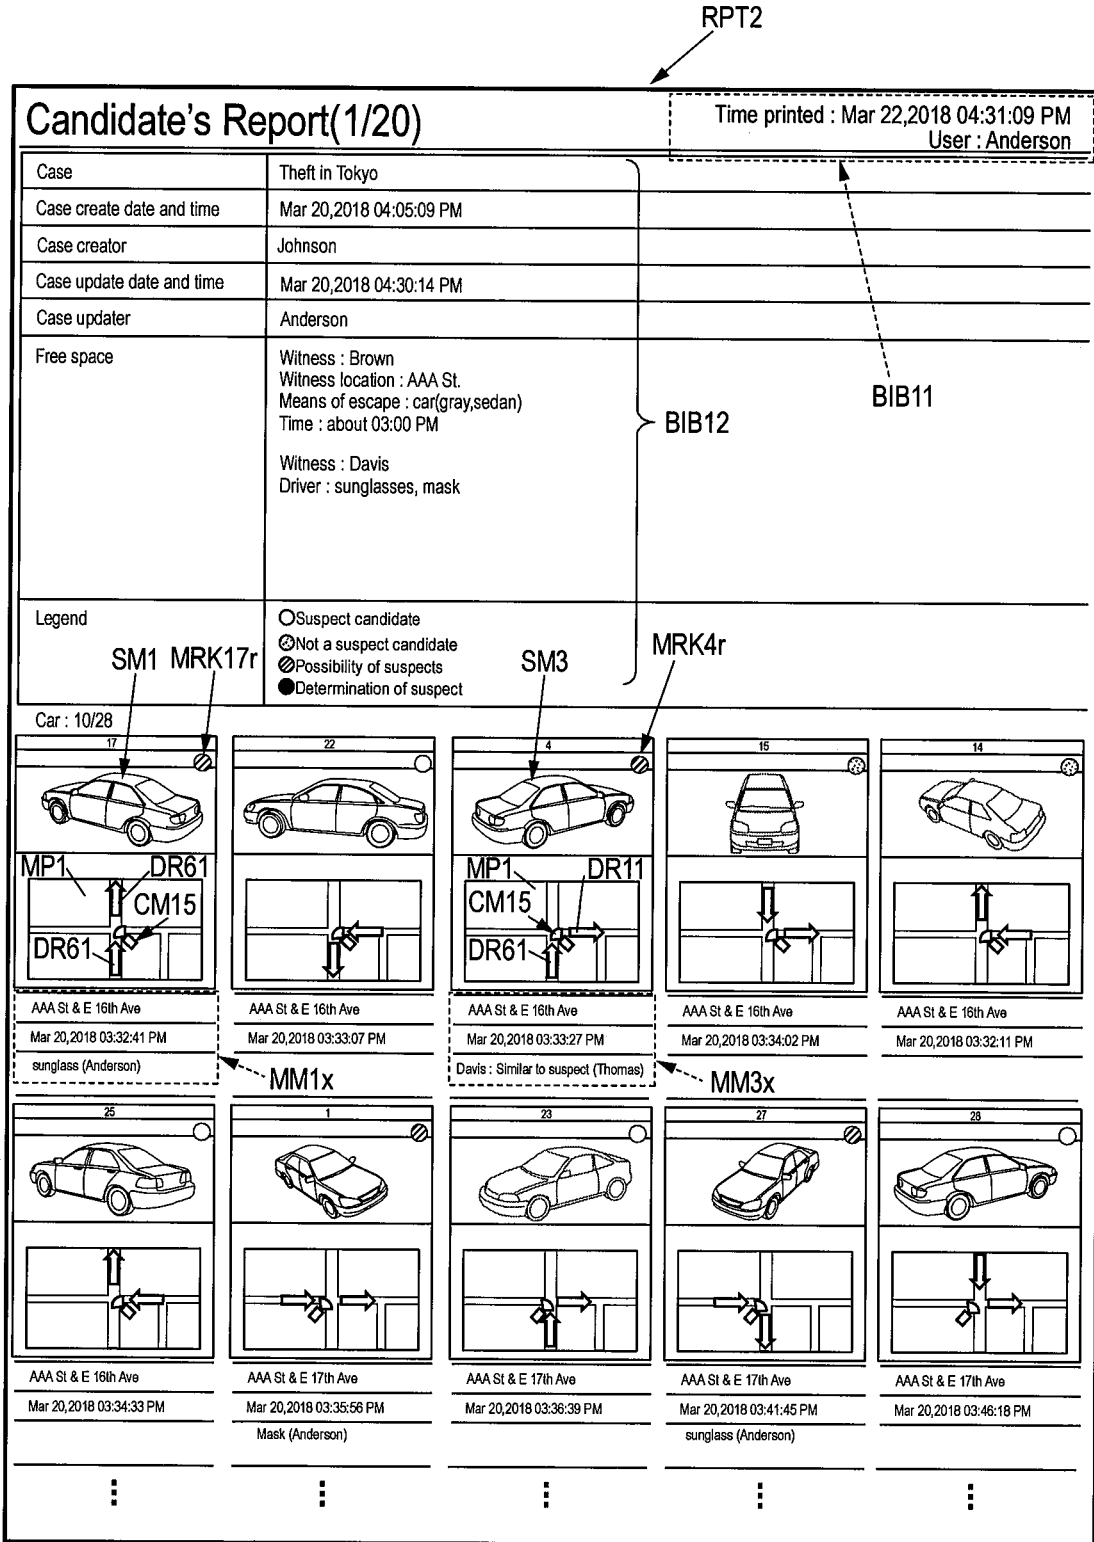 RPT2
Candidate's Report(1/20)
Time printed : Mar 22,2018 04:31:09 PM
User : Anderson
Case Theft in Tokyo
Case create date and time Mar 20,2018 04:05:09 PM
Case creator Johnson
Case update date and time Mar 20,2018 04:30:14 PM
Case updater Anderson
Free space Witness : Brown
Witness location : AAA St.
Means of escape : car(gray,sedan)
Time : about 03:00 PM
Witness : Davis
Driver : sunglasses, mask
BIB11
BIB12
Legend Suspect candidate
Not a suspect candidate
Possibility of suspects
Determination of suspect
SM1 MRK17r SM3 MRK4r
Car : 10/28
17 22 4 15 14
MP1 DR61 CM15 DR61
MP1 DR11 CM15 DR61
AAA St & E 16th Ave AAA St & E 16th Ave AAA St & E 16th Ave AAA St & E 16th Ave AAA St & E 16th Ave
Mar 20,2018 03:32:41 PM Mar 20,2018 03:33:07 PM Mar 20,2018 03:33:27 PM Mar 20,2018 03:34:02 PM Mar 20,2018 03:32:11 PM
sunglass (Anderson) Davis : Similar to suspect (Thomas)
MM1x MM3x
25 1 23 27 28
AAA St & E 16th Ave AAA St & E 17th Ave AAA St & E 17th Ave AAA St & E 17th Ave AAA St & E 17th Ave
Mar 20,2018 03:34:33 PM Mar 20,2018 03:35:56 PM Mar 20,2018 03:36:39 PM Mar 20,2018 03:41:45 PM Mar 20,2018 03:46:18 PM
Mask (Anderson) sunglass (Anderson)